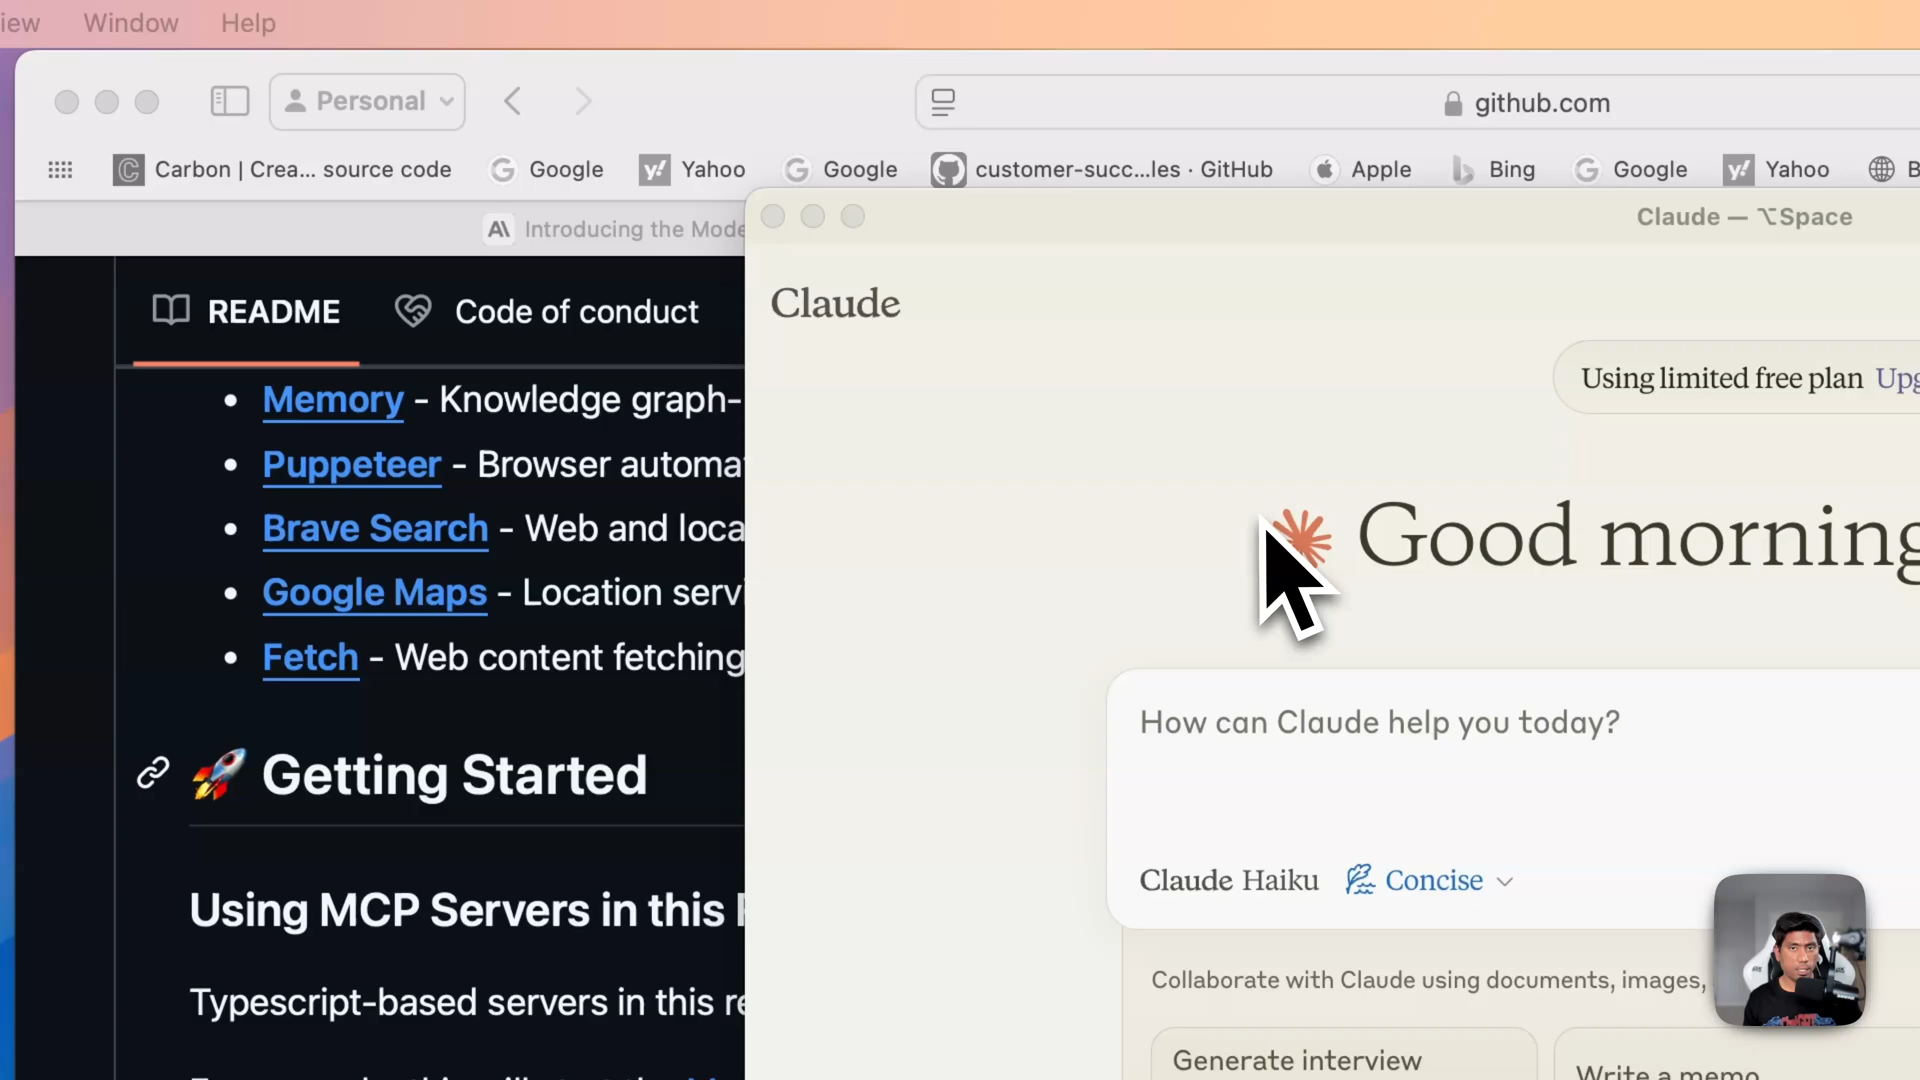 iew Window Help
Personal
github.com
Carbon | Crea... source code Google Yahoo Google customer-succ...les · GitHub Apple Bing Google Yahoo
Introducing the Mode
Claude — ⌥Space
README Code of conduct
Memory - Knowledge graph-
Puppeteer - Browser automa
Brave Search - Web and loca
Google Maps - Location servi
Fetch - Web content fetching
🚀 Getting Started
Using MCP Servers in this
Typescript-based servers in this re
Claude
Using limited free plan Upg
Good morning
How can Claude help you today?
Claude Haiku Concise
Collaborate with Claude using documents, images,
Generate interview
Write a memo